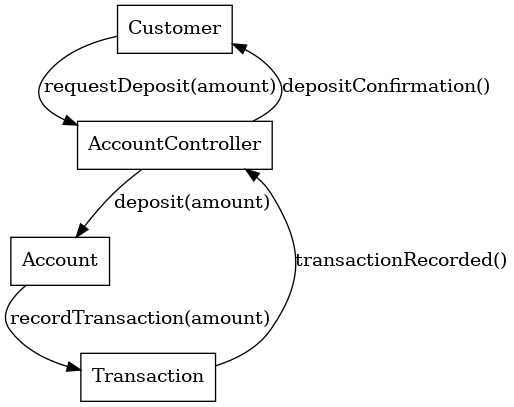 Customer
requestDeposit(amount)
depositConfirmation()
AccountController
deposit(amount)
Account
transactionRecorded()
recordTransaction(amount)
Transaction